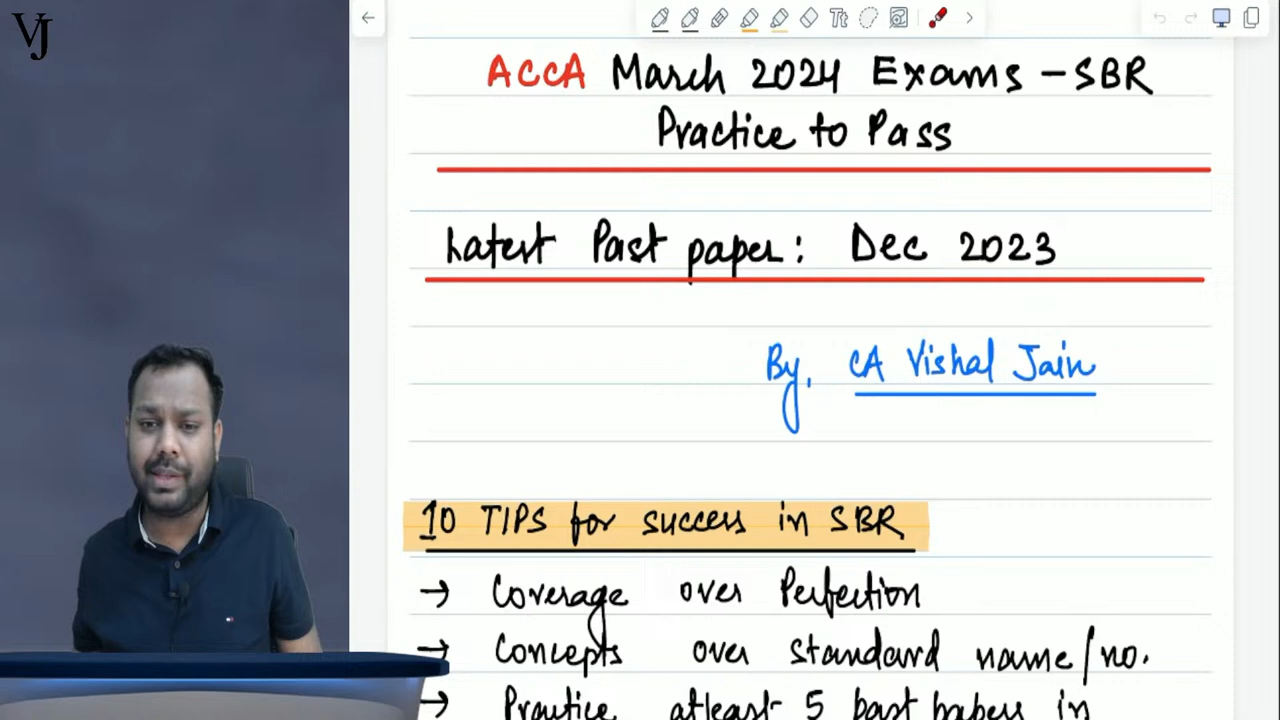 VJ
Tt
ACCA March 2024 Exams - SBR
Practice to Pass
Latest Past paper: Dec 2023
By, CA Vishal Jain
10 TIPS for success in SBR
→ Coverage over Perfection
→ Concepts over standard name/no.
→ Practice atleast 5 past papers in